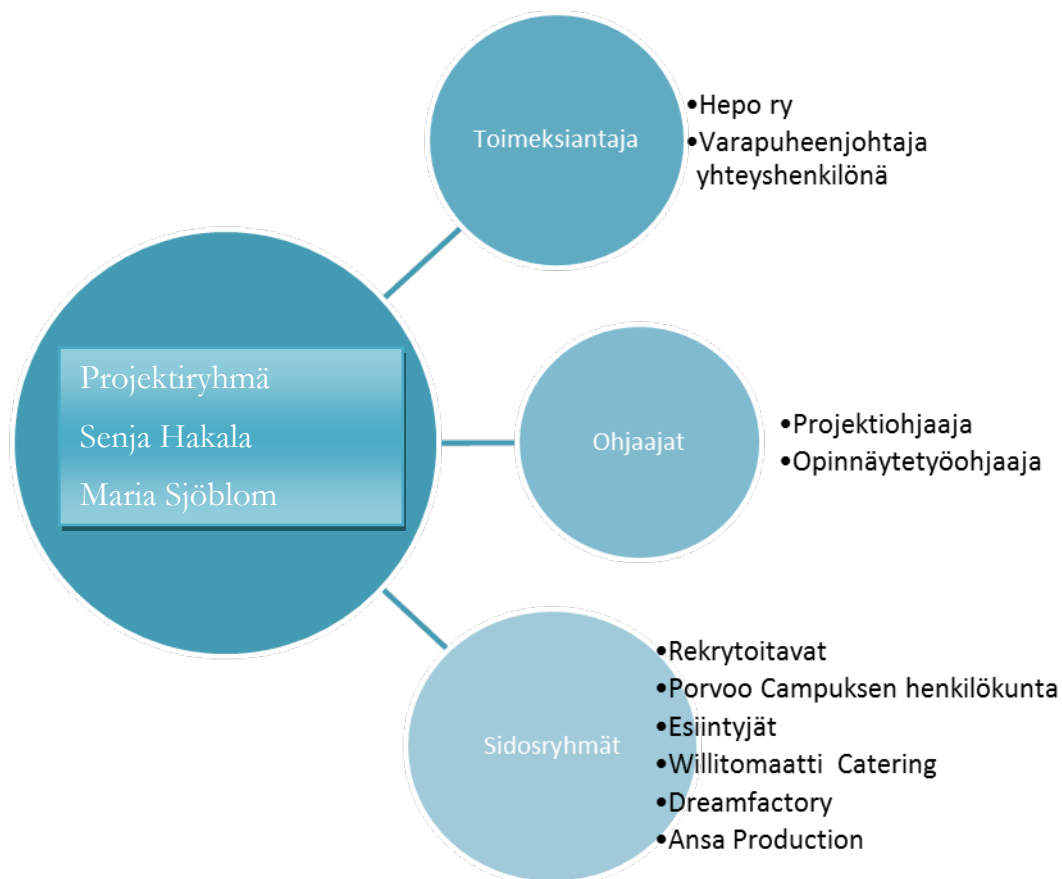 Projektiryhmä
Senja Hakala
Maria Sjöblom
Toimeksiantaja
•Hepo ry
•Varapuheenjohtaja
yhteyshenkilönä
Ohjaajat
•Projektiohjaaja
•Opinnäytetyöohjaaja
Sidosryhmät
•Rekrytoitavat
•Porvoo Campuksen henkilökunta
•Esiintyjät
•Willitomaatti Catering
•Dreamfactory
•Ansa Production